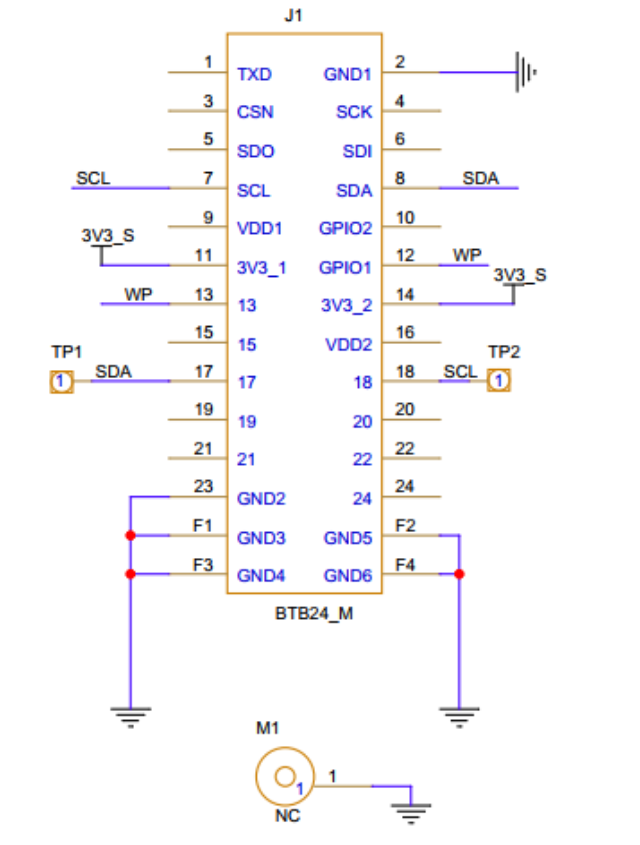 J1
1 TXD GND1 2
3 CSN SCK 4
5 SDO SDI 6
SCL 7 SCL SDA 8 SDA
9 VDD1 GPIO2 10
3V3_S 11 3V3_1 GPIO1 12 WP
WP 13 13 3V3_2 14 3V3_S
15 15 VDD2 16
TP1 TP2
1 SDA 17 17 18 18 SCL 1
19 19 20 20
21 21 22 22
23 GND2 24 24
F1 GND3 GND5 F2
F3 GND4 GND6 F4
BTB24_M
M1
1 1
NC